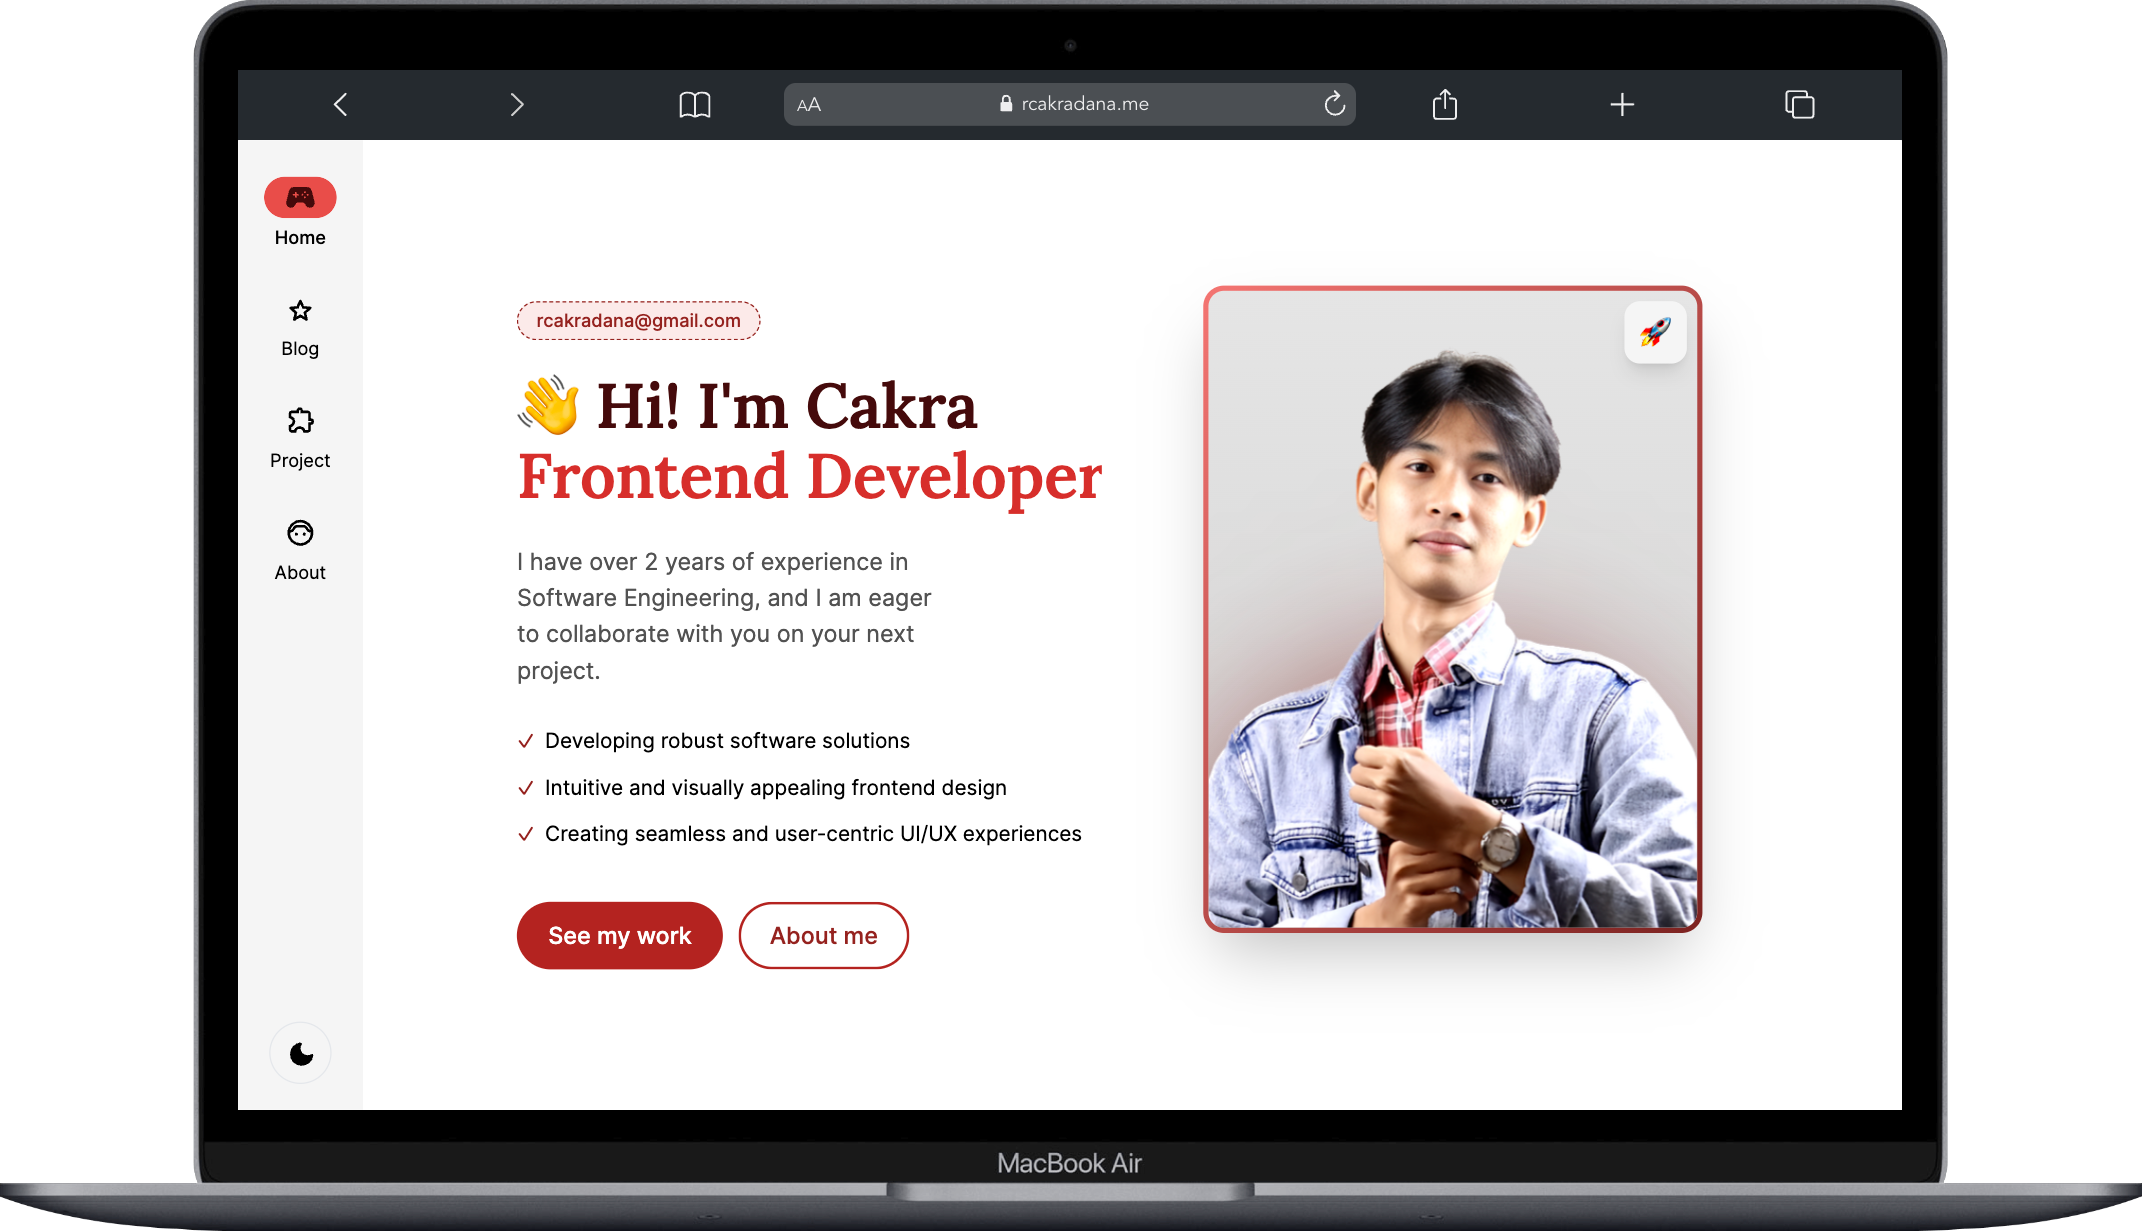 AA
rcakradana.me
Home
Blog
Project
About
rcakradana@gmail.com
👋 Hi! I'm Cakra
Frontend Developer
I have over 2 years of experience in
Software Engineering, and I am eager
to collaborate with you on your next
project.
Developing robust software solutions
Intuitive and visually appealing frontend design
Creating seamless and user-centric UI/UX experiences
See my work
About me
MacBook Air